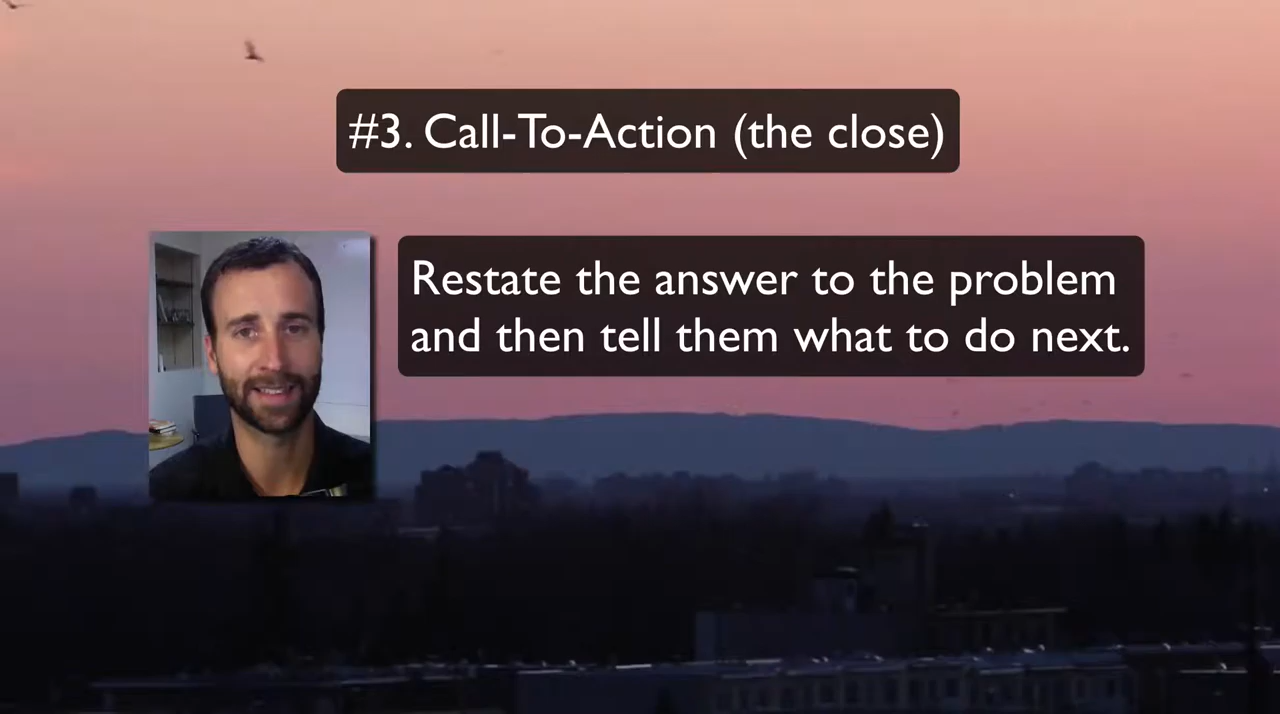 #3. Call-To-Action (the close)
Restate the answer to the problem
and then tell them what to do next.